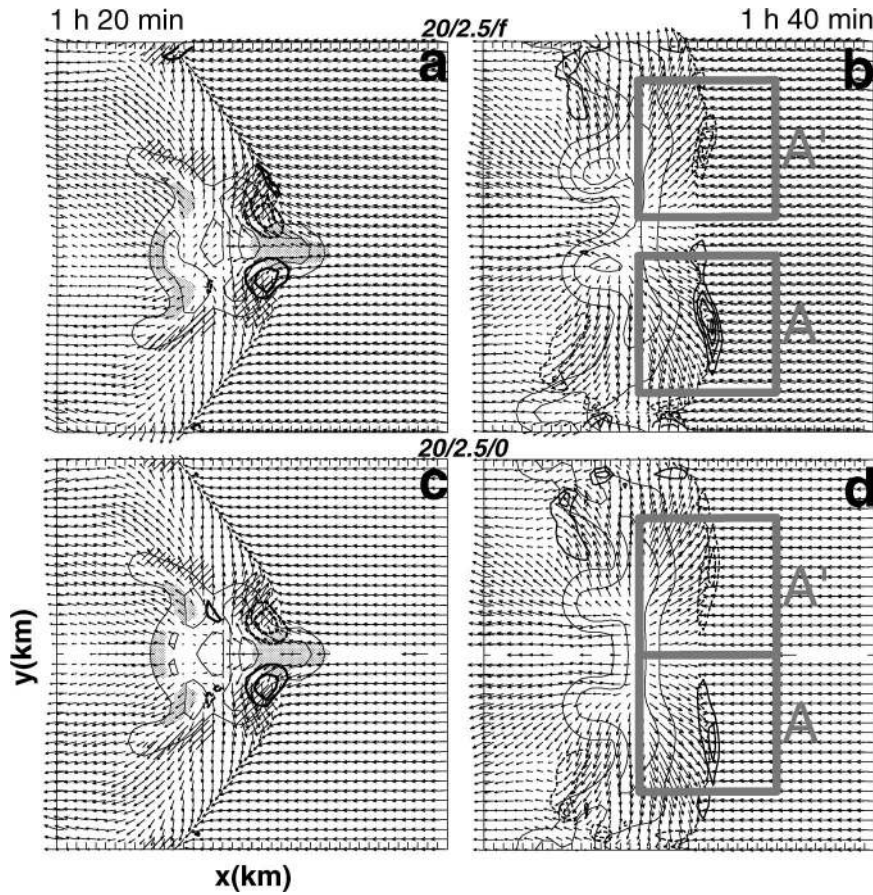 1 h 20 min
20/2.5/f
1 h 40 min
a
b
A'
A
20/2.5/0
c
d
A'
A
y(km)
x(km)